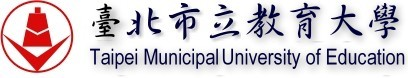 臺北市立教育大學
Taipei Municipal University of Education